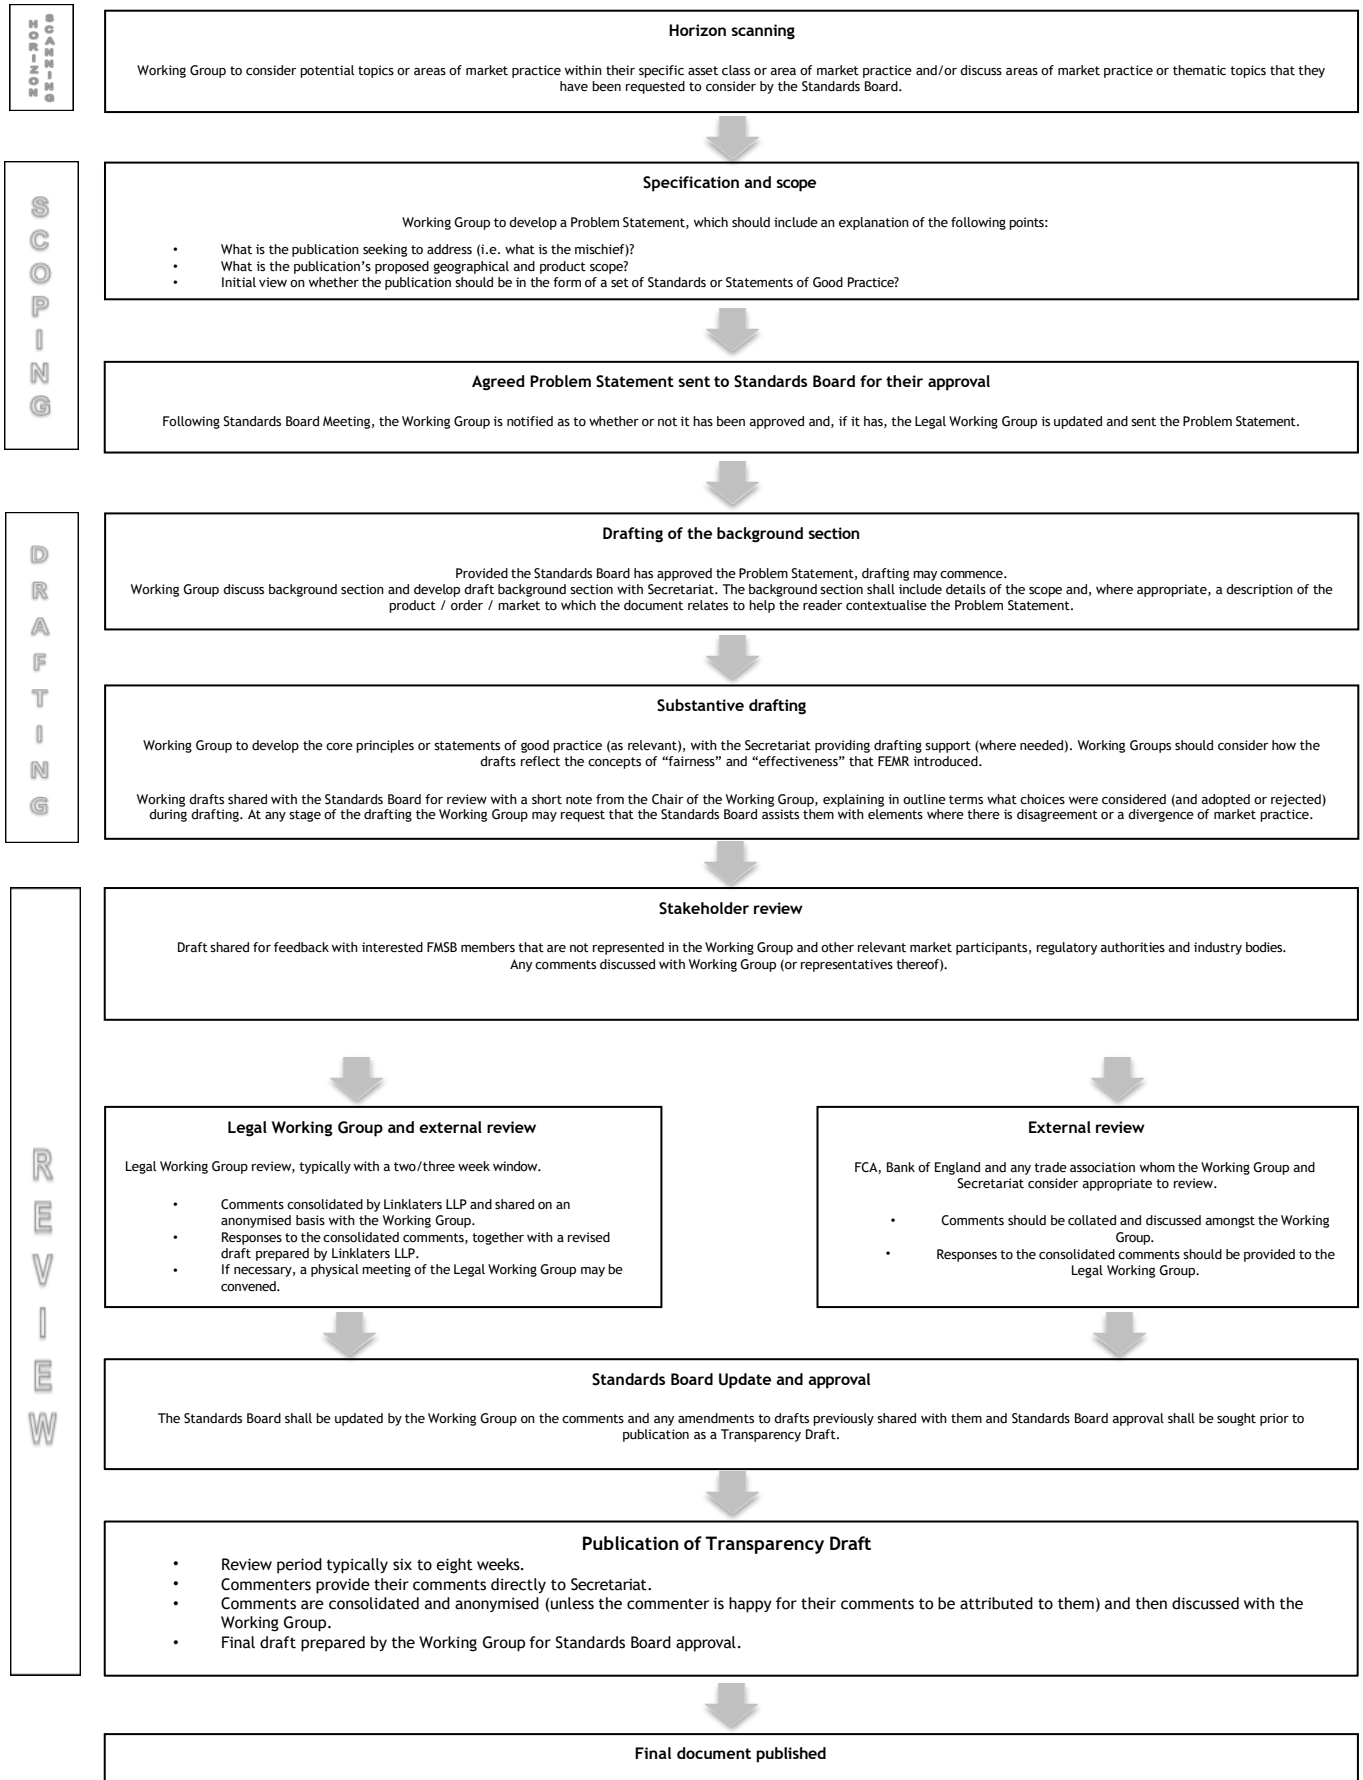 HORIZON
SCANNING
Horizon scanning
Working Group to consider potential topics or areas of market practice within their specific asset class or area of market practice and/or discuss areas of market practice or thematic topics that they
have been requested to consider by the Standards Board.
SCOPING
Specification and scope
Working Group to develop a Problem Statement, which should include an explanation of the following points:
• What is the publication seeking to address (i.e. what is the mischief)?
• What is the publication's proposed geographical and product scope?
• Initial view on whether the publication should be in the form of a set of Standards or Statements of Good Practice?
Agreed Problem Statement sent to Standards Board for their approval
Following Standards Board Meeting, the Working Group is notified as to whether or not it has been approved and, if it has, the Legal Working Group is updated and sent the Problem Statement.
DRAFTING
Drafting of the background section
Provided the Standards Board has approved the Problem Statement, drafting may commence.
Working Group discuss background section and develop draft background section with Secretariat. The background section shall include details of the scope and, where appropriate, a description of the
product / order / market to which the document relates to help the reader contextualise the Problem Statement.
Substantive drafting
Working Group to develop the core principles or statements of good practice (as relevant), with the Secretariat providing drafting support (where needed). Working Groups should consider how the
drafts reflect the concepts of “fairness” and “effectiveness” that FEMR introduced.
Working drafts shared with the Standards Board for review with a short note from the Chair of the Working Group, explaining in outline terms what choices were considered (and adopted or rejected)
during drafting. At any stage of the drafting the Working Group may request that the Standards Board assists them with elements where there is disagreement or a divergence of market practice.
REVIEW
Stakeholder review
Draft shared for feedback with interested FMSB members that are not represented in the Working Group and other relevant market participants, regulatory authorities and industry bodies.
Any comments discussed with Working Group (or representatives thereof).
Legal Working Group and external review
Legal Working Group review, typically with a two/three week window.
• Comments consolidated by Linklaters LLP and shared on an
anonymised basis with the Working Group.
• Responses to the consolidated comments, together with a revised
draft prepared by Linklaters LLP.
• If necessary, a physical meeting of the Legal Working Group may be
convened.
External review
FCA, Bank of England and any trade association whom the Working Group and
Secretariat consider appropriate to review.
• Comments should be collated and discussed amongst the Working
Group.
• Responses to the consolidated comments should be provided to the
Legal Working Group.
Standards Board Update and approval
The Standards Board shall be updated by the Working Group on the comments and any amendments to drafts previously shared with them and Standards Board approval shall be sought prior to
publication as a Transparency Draft.
Publication of Transparency Draft
• Review period typically six to eight weeks.
• Commenters provide their comments directly to Secretariat.
• Comments are consolidated and anonymised (unless the commenter is happy for their comments to be attributed to them) and then discussed with the
Working Group.
• Final draft prepared by the Working Group for Standards Board approval.
Final document published